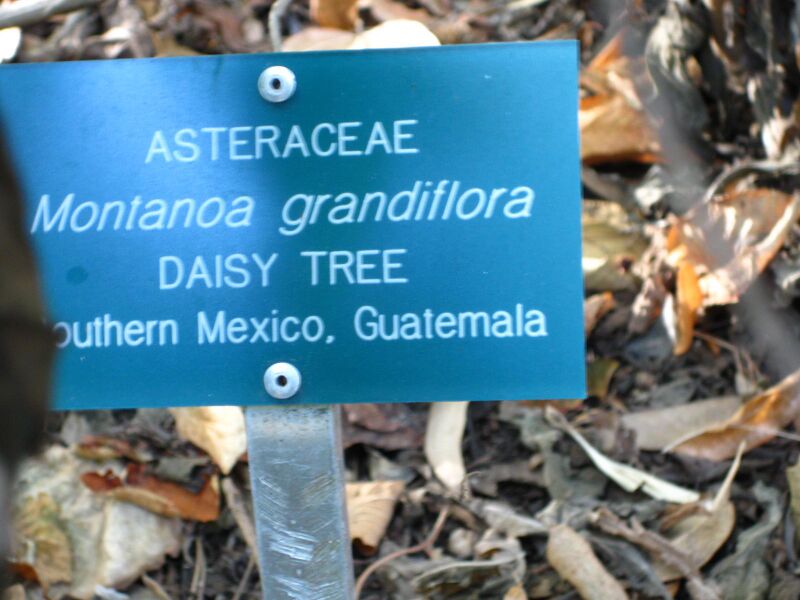 ASTERACEAE
Montanoa grandiflora
DAISY TREE
outhern Mexico, Guatemala